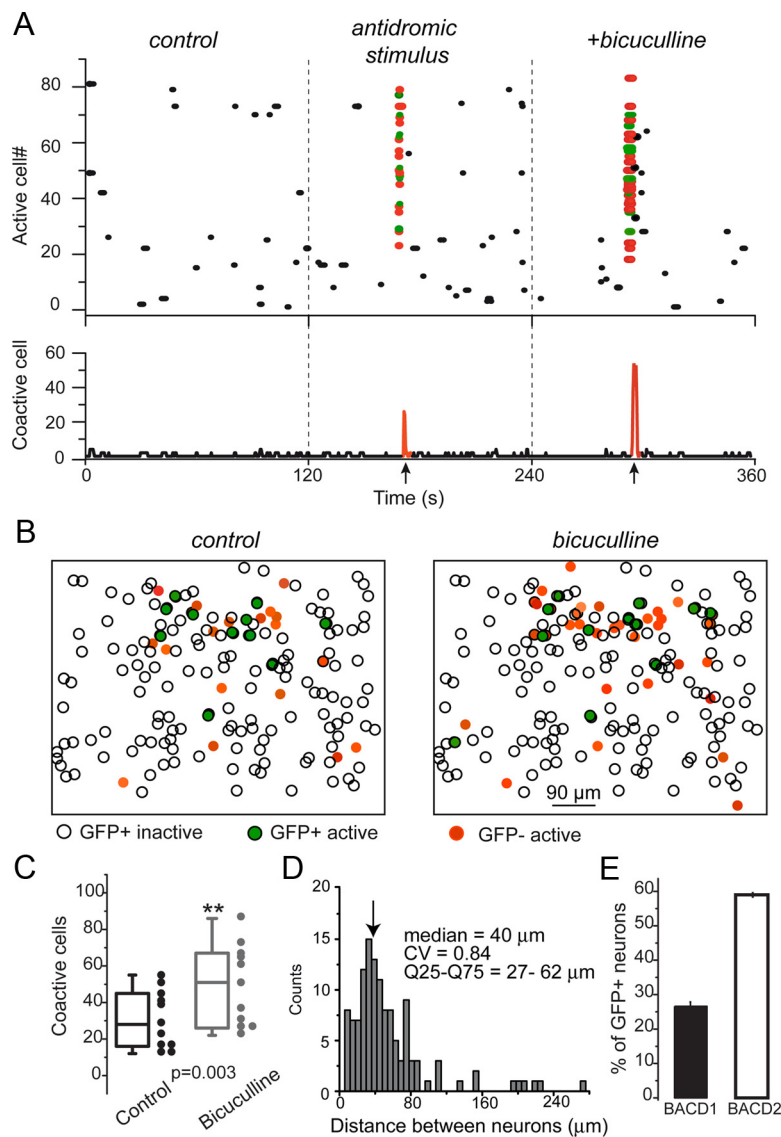 A
control
antidromic
stimulus
+bicuculline
Active cell#
80
60
40
20
0
Coactive cell
60
40
20
0
0
120
240
360
Time (s)
B
control
bicuculline
90 µm
GFP+ inactive
GFP+ active
GFP- active
C
Coactive cells
100
80
60
40
20
0
**
p=0.003
Control
Bicuculline
D
Counts
20
15
10
5
0
median = 40 µm
CV = 0.84
Q25-Q75 = 27- 62 µm
0
80
160
240
Distance between neurons (µm)
E
% of GFP+ neurons
60
50
40
30
20
10
0
BACD1
BACD2